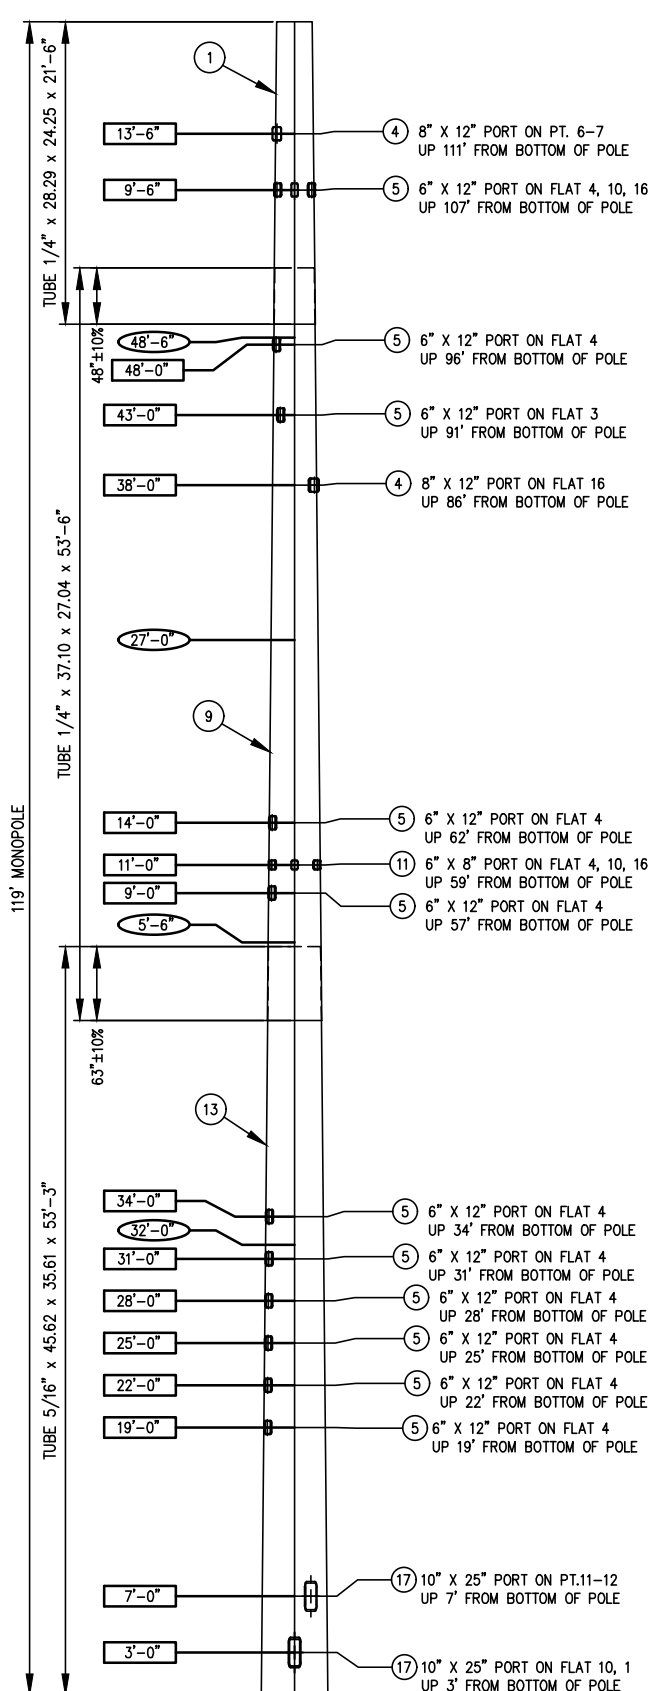 119' MONOPOLE
TUBE 1/4" x 28.29 x 24.25 x 21'-6"
1
13'-6"
4 8" X 12" PORT ON PT. 6-7
UP 111' FROM BOTTOM OF POLE
9'-6"
5 6" X 12" PORT ON FLAT 4, 10, 16
UP 107' FROM BOTTOM OF POLE
48"±10%
TUBE 1/4" x 37.10 x 27.04 x 53'-6"
48'-6"
48'-0"
5 6" X 12" PORT ON FLAT 4
UP 96' FROM BOTTOM OF POLE
43'-0"
5 6" X 12" PORT ON FLAT 3
UP 91' FROM BOTTOM OF POLE
38'-0"
4 8" X 12" PORT ON FLAT 16
UP 86' FROM BOTTOM OF POLE
27'-0"
9
14'-0"
5 6" X 12" PORT ON FLAT 4
UP 62' FROM BOTTOM OF POLE
11'-0"
11 6" X 8" PORT ON FLAT 4, 10, 16
UP 59' FROM BOTTOM OF POLE
9'-0"
5 6" X 12" PORT ON FLAT 4
UP 57' FROM BOTTOM OF POLE
5'-6"
63"±10%
TUBE 5/16" x 45.62 x 35.61 x 53'-3"
13
34'-0"
5 6" X 12" PORT ON FLAT 4
UP 34' FROM BOTTOM OF POLE
32'-0"
31'-0"
5 6" X 12" PORT ON FLAT 4
UP 31' FROM BOTTOM OF POLE
28'-0"
5 6" X 12" PORT ON FLAT 4
UP 28' FROM BOTTOM OF POLE
25'-0"
5 6" X 12" PORT ON FLAT 4
UP 25' FROM BOTTOM OF POLE
22'-0"
5 6" X 12" PORT ON FLAT 4
UP 22' FROM BOTTOM OF POLE
19'-0"
5 6" X 12" PORT ON FLAT 4
UP 19' FROM BOTTOM OF POLE
7'-0"
17 10" X 25" PORT ON PT.11-12
UP 7' FROM BOTTOM OF POLE
3'-0"
17 10" X 25" PORT ON FLAT 10, 1
UP 3' FROM BOTTOM OF POLE